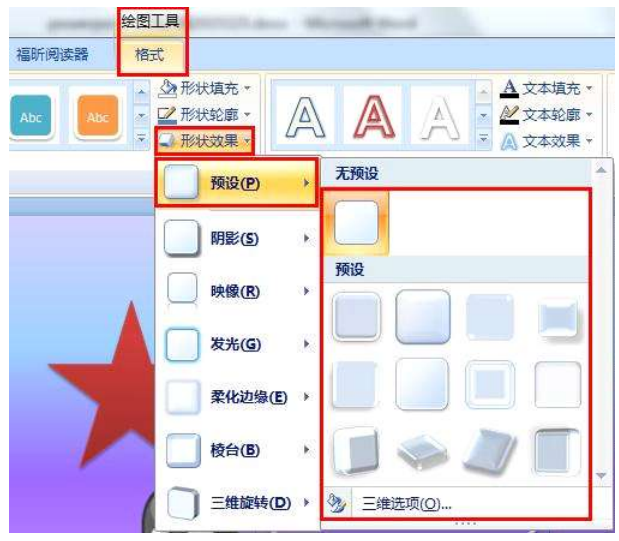 绘图工具
福昕阅读器 格式
Abc Abc 形状填充 A 文本填充
形状轮廓 A A A 文本轮廓
形状效果 A 文本效果
预设(P) 无预设
阴影(S)
映像(R) 预设
发光(G)
柔化边缘(E)
棱台(B)
三维旋转(D) 三维选项(O)...